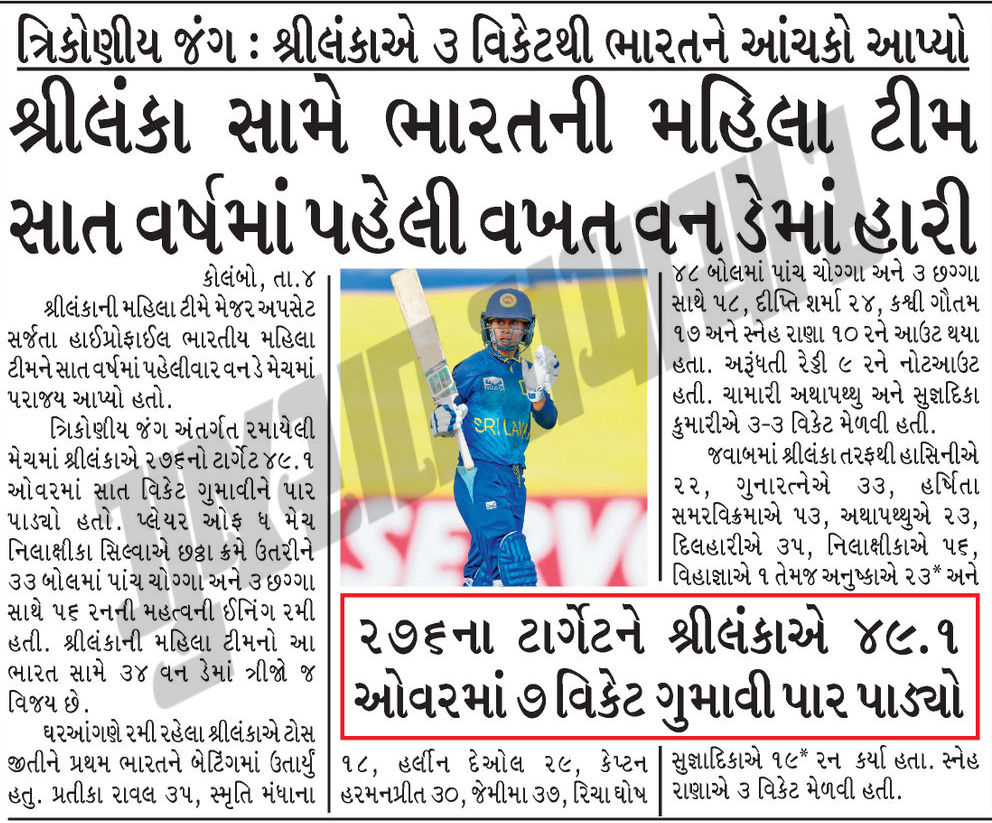 ત્રિકોણીય જંગ : શ્રીલંકાએ ૩ વિકેટથી ભારતને આંચકો આપ્યો
શ્રીલંકા સામે ભારતની મહિલા ટીમ
સાત વર્ષમાં પહેલી વખત વન ડેમાં હારી
કોલંબો, તા.૪
શ્રીલંકાની મહિલા ટીમે મેજર અપસેટ
સર્જતા હાઈપ્રોફાઈલ ભારતીય મહિલા
ટીમને સાત વર્ષમાં પહેલીવાર વન ડે મેચમાં
પરાજય આપ્યો હતો.
ત્રિકોણીય જંગ અંતર્ગત રમાયેલી
મેચમાં શ્રીલંકાએ ૨૭૬નો ટાર્ગેટ ૪૯.૧
ઓવરમાં સાત વિકેટ ગુમાવીને પાર
પાડ્યો હતો. પ્લેયર ઓફ ધ મેચ
નિલાક્ષીકા સિલ્વાએ છઠ્ઠા ક્રમે ઉતરીને
૩૩ બોલમાં પાંચ ચોગ્ગા અને ૩ છગ્ગા
સાથે ૫૬ રનની મહત્વની ઈનિંગ રમી
હતી. શ્રીલંકાની મહિલા ટીમનો આ
ભારત સામે ૩૪ વન ડેમાં ત્રીજો જ
વિજય છે.
ઘરઆંગણે રમી રહેલા શ્રીલંકાએ ટોસ
જીતીને પ્રથમ ભારતને બેટિંગમાં ઉતાર્યું
હતુ. પ્રતીકા રાવલ ૩૫, સ્મૃતિ મંધાના
SRI LANKA
૨૭૬ના ટાર્ગેટને શ્રીલંકાએ ૪૯.૧
ઓવરમાં ૭ વિકેટ ગુમાવી પાર પાડ્યો
૧૮, હર્લીન દેઓલ ૨૯, કેપ્ટન
હરમનપ્રીત ૩૦, જેમીમા ૩૭, રિચા ઘોષ
૪૮ બોલમાં પાંચ ચોગ્ગા અને ૩ છગ્ગા
સાથે ૫૮, દીપ્તિ શર્મા ૨૪, કશ્વી ગૌતમ
૧૭ અને સ્નેહ રાણા ૧૦ રને આઉટ થયા
હતા. અરૂંધતી રેડ્ડી ૯ રને નોટઆઉટ
હતી. ચામારી અથાપથ્થુ અને સુજ્ઞદિકા
કુમારીએ ૩-૩ વિકેટ મેળવી હતી.
જવાબમાં શ્રીલંકા તરફથી હાસિનીએ
૨૨, ગુનારત્નેએ ૩૩, હર્ષિતા
સમરવિક્રમાએ ૫૩, અથાપથ્થુએ ૨૩,
દિલહારીએ ૩૫, નિલાક્ષીકાએ ૫૬,
વિહાજ્ઞાએ ૧ તેમજ અનુષ્કાએ ૨૩* અને
સુજ્ઞાદિકાએ ૧૯* રન કર્યા હતા. સ્નેહ
રાણાએ ૩ વિકેટ મેળવી હતી.
ગુજરાત સમાચાર